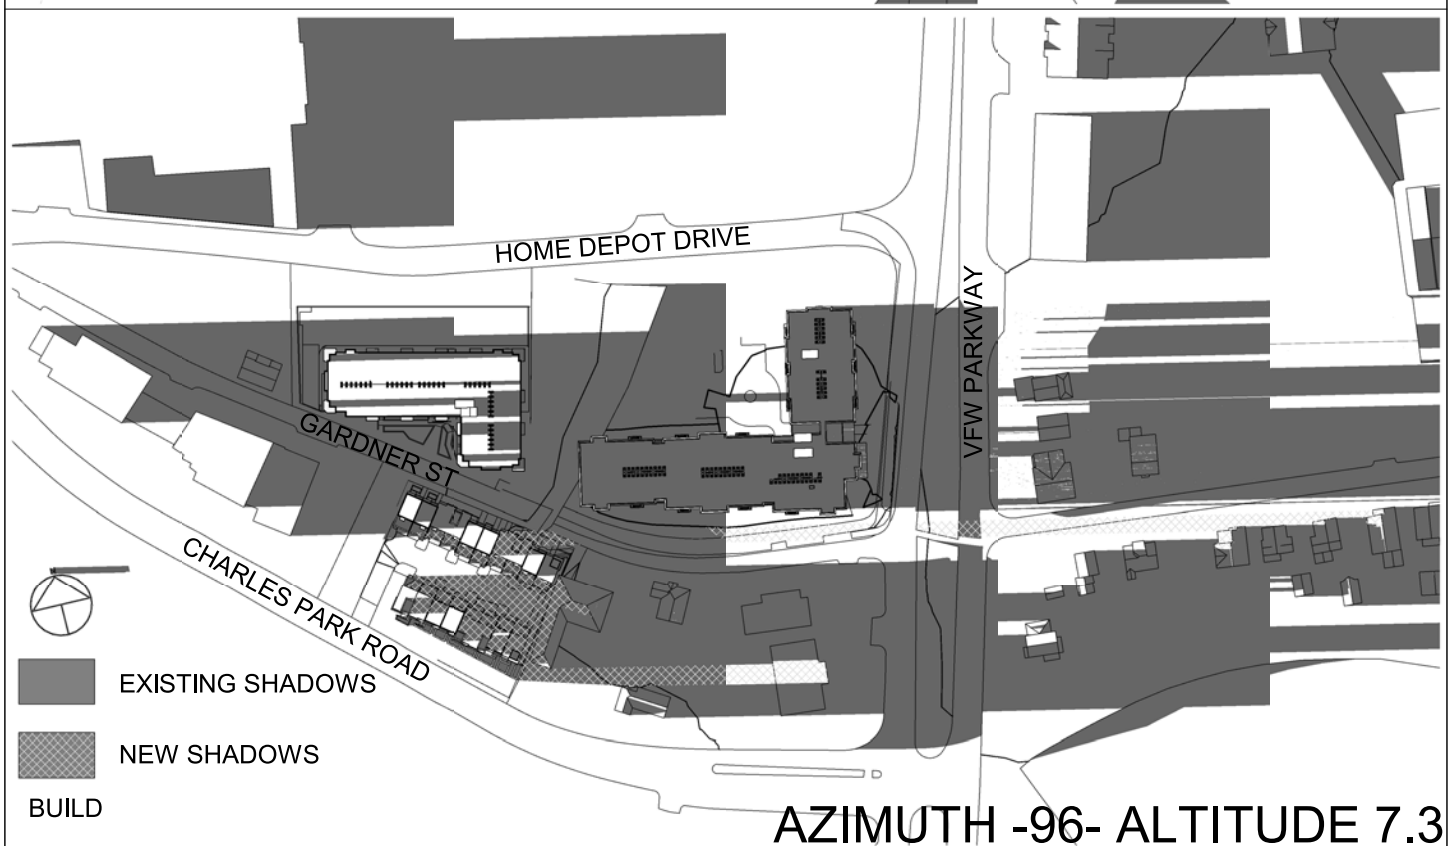 HOME DEPOT DRIVE
VFW PARKWAY
GARDNER ST
CHARLES PARK ROAD
EXISTING SHADOWS
NEW SHADOWS
BUILD
AZIMUTH -96- ALTITUDE 7.3